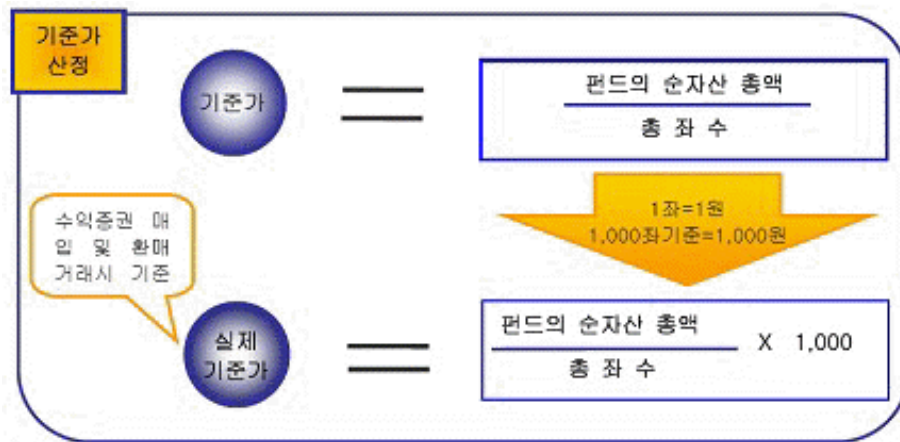 기준가
산정
기준가
펀드의 순자산 총액
총 좌 수
1좌=1원
1,000좌기준=1,000원
수익증권 매
입 및 환매
거래시 기준
실제
기준가
펀드의 순자산 총액
총 좌 수
X 1,000